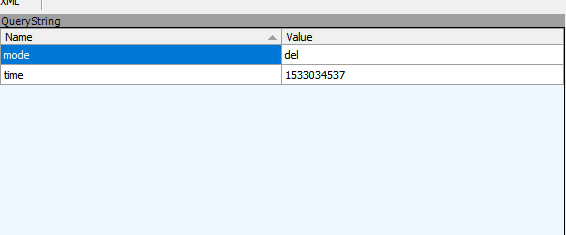 XML
QueryString
Name Value
mode del
time 1533034537